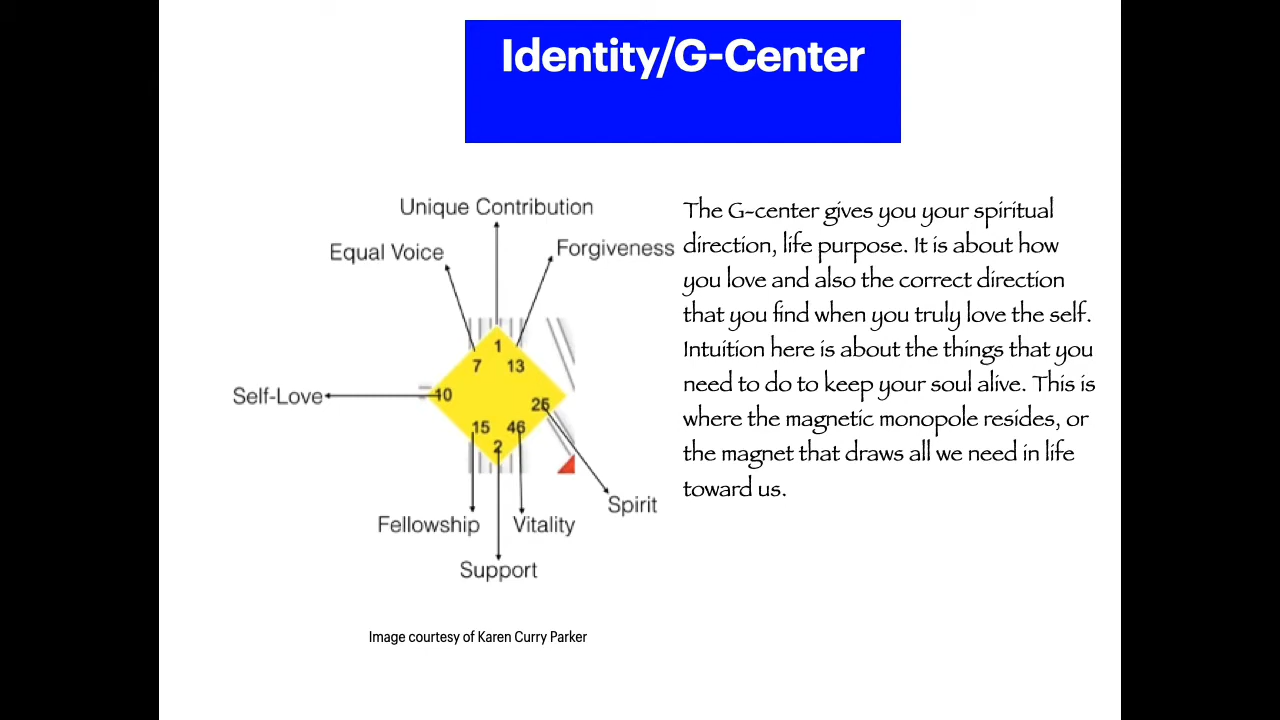 Identity/G-Center
Unique Contribution
Equal Voice
Forgiveness
1
7
13
Self-Love
10
25
15
46
2
Spirit
Fellowship
Vitality
Support
The G-center gives you your spiritual
direction, life purpose. It is about how
you love and also the correct direction
that you find when you truly love the self.
Intuition here is about the things that you
need to do to keep your soul alive. This is
where the magnetic monopole resides, or
the magnet that draws all we need in life
toward us.
Image courtesy of Karen Curry Parker